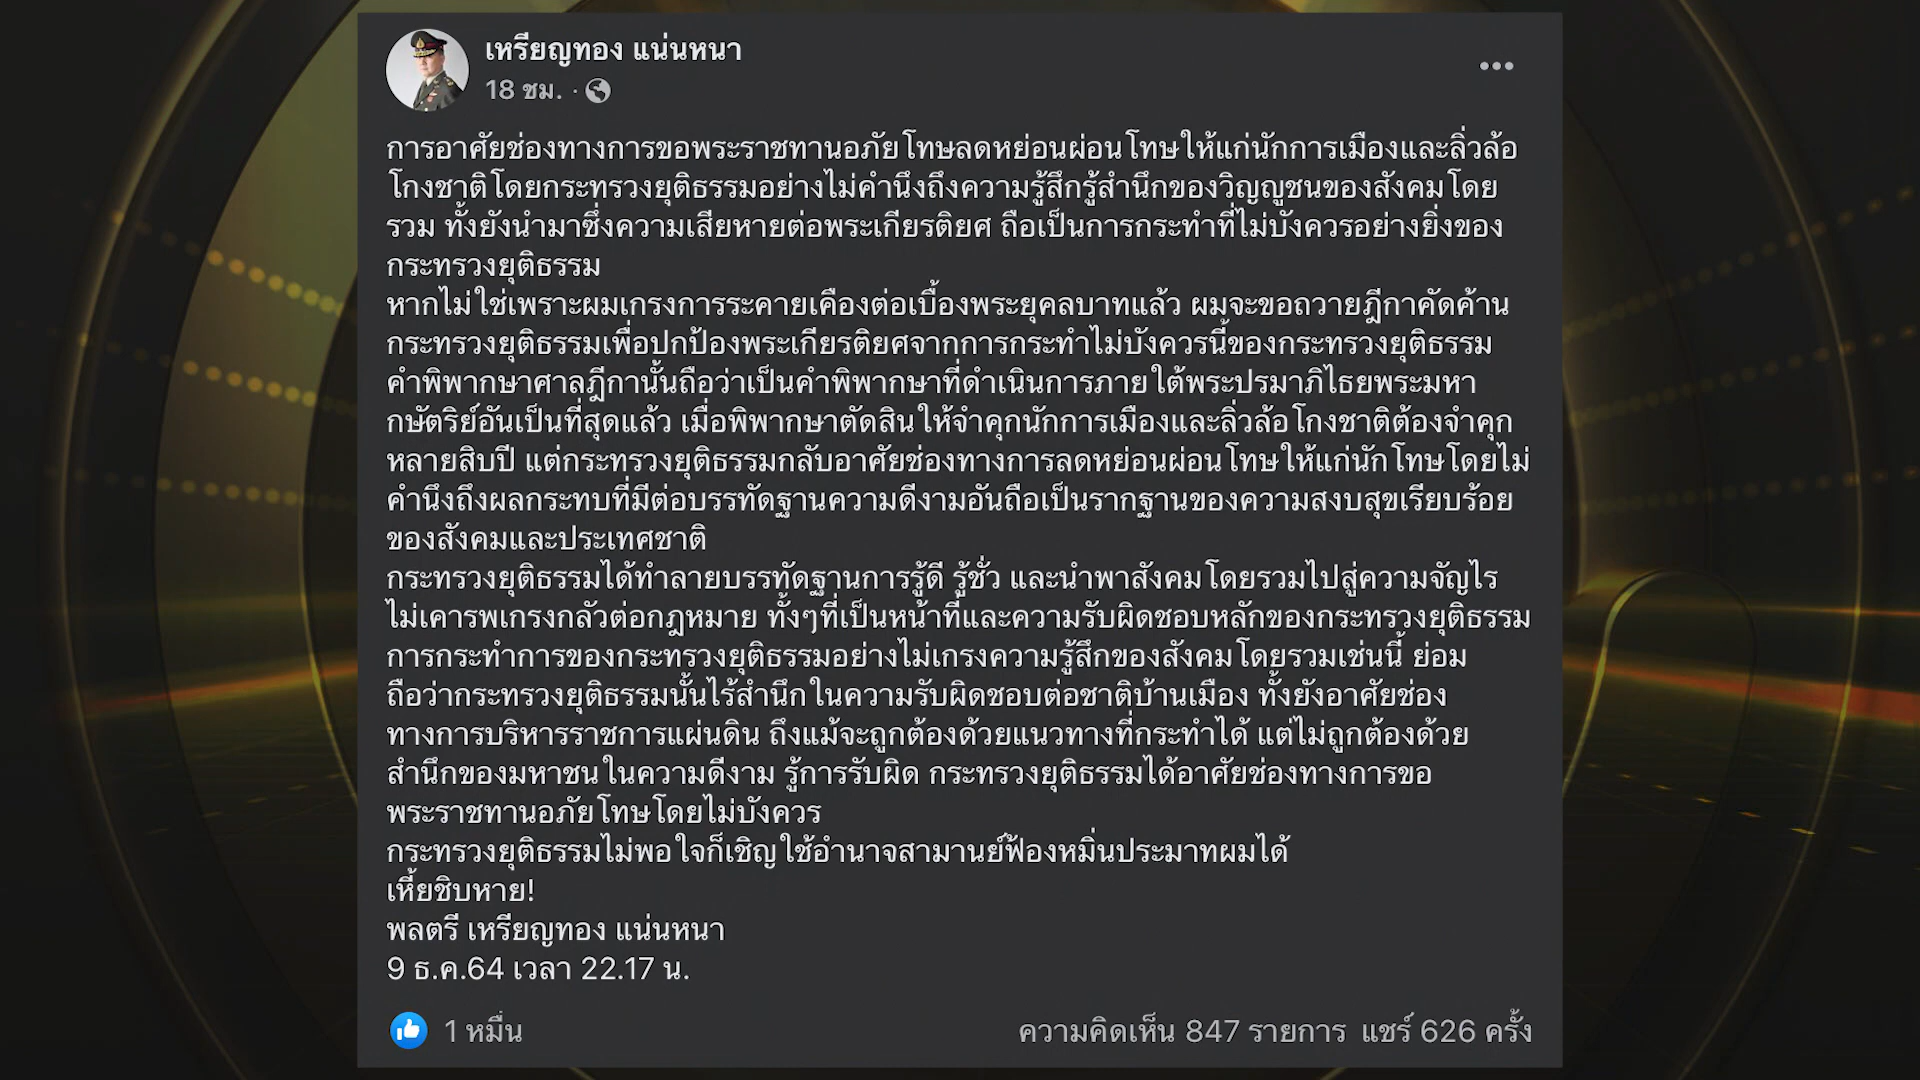 เหรียญทอง แน่นหนา
18 ชม. ·
การอาศัยช่องทางการขอพระราชทานอภัยโทษลดหย่อนผ่อนโทษให้แก่นักการเมืองและลิ่วล้อ
โกงชาติโดยกระทรวงยุติธรรมอย่างไม่คำนึงถึงความรู้สึกรู้สำนึกของวิญญูชนของสังคมโดย
รวม ทั้งยังนำมาซึ่งความเสียหายต่อพระเกียรติยศ ถือเป็นการกระทำที่ไม่บังควรอย่างยิ่งของ
กระทรวงยุติธรรม
หากไม่ใช่เพราะผมเกรงการระคายเคืองต่อเบื้องพระยุคลบาทแล้ว ผมจะขอถวายฎีกาคัดค้าน
กระทรวงยุติธรรมเพื่อปกป้องพระเกียรติยศจากการกระทำไม่บังควรนี้ของกระทรวงยุติธรรม
คำพิพากษาศาลฎีกานั้นถือว่าเป็นคำพิพากษาที่ดำเนินการภายใต้พระปรมาภิไธยพระมหา
กษัตริย์อันเป็นที่สุดแล้ว เมื่อพิพากษาตัดสินให้จำคุกนักการเมืองและลิ่วล้อโกงชาติต้องจำคุก
หลายสิบปี แต่กระทรวงยุติธรรมกลับอาศัยช่องทางการลดหย่อนผ่อนโทษให้แก่นักโทษโดยไม่
คำนึงถึงผลกระทบที่มีต่อบรรทัดฐานความดีงามอันถือเป็นรากฐานของความสงบสุขเรียบร้อย
ของสังคมและประเทศชาติ
กระทรวงยุติธรรมได้ทำลายบรรทัดฐานการรู้ดี รู้ชั่ว และนำพาสังคมโดยรวมไปสู่ความจัญไร
ไม่เคารพเกรงกลัวต่อกฎหมาย ทั้งๆที่เป็นหน้าที่และความรับผิดชอบหลักของกระทรวงยุติธรรม
การกระทำการของกระทรวงยุติธรรมอย่างไม่เกรงความรู้สึกของสังคมโดยรวมเช่นนี้ ย่อม
ถือว่ากระทรวงยุติธรรมนั้นไร้สำนึกในความรับผิดชอบต่อชาติบ้านเมือง ทั้งยังอาศัยช่อง
ทางการบริหารราชการแผ่นดิน ถึงแม้จะถูกต้องด้วยแนวทางที่กระทำได้ แต่ไม่ถูกต้องด้วย
สำนึกของมหาชนในความดีงาม รู้การรับผิด กระทรวงยุติธรรมได้อาศัยช่องทางการขอ
พระราชทานอภัยโทษโดยไม่บังควร
กระทรวงยุติธรรมไม่พอใจก็เชิญใช้อำนาจสามานย์ฟ้องหมิ่นประมาทผมได้
เหี้ยชิบหาย!
พลตรี เหรียญทอง แน่นหนา
9 ธ.ค.64 เวลา 22.17 น.
1 หมื่น
ความคิดเห็น 847 รายการ แชร์ 626 ครั้ง